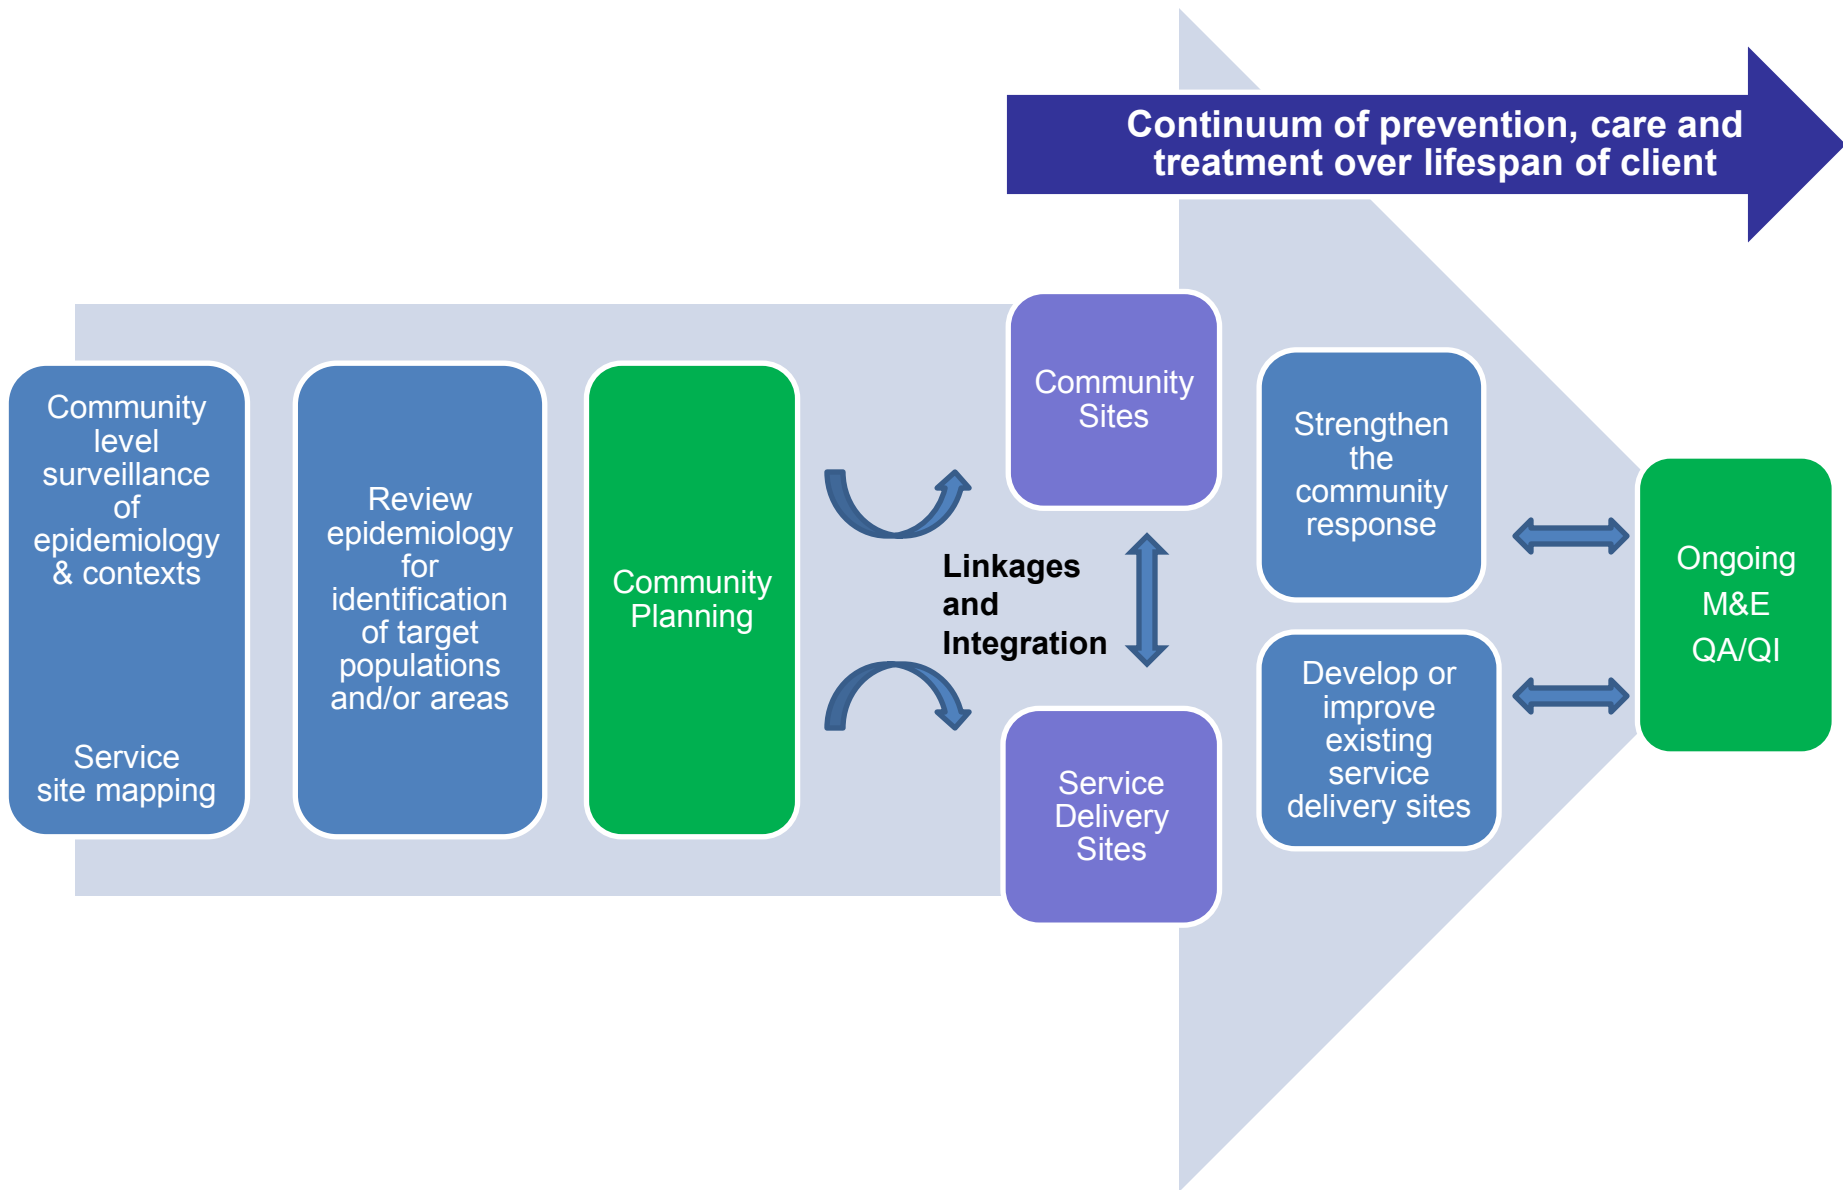 Continuum of prevention, care and
treatment over lifespan of client
Community
level
surveillance
of
epidemiology
& contexts
Service
site mapping
Review
epidemiology
for
identification
of target
populations
and/or areas
Community
Planning
Community
Sites
Linkages
and
Integration
Service
Delivery
Sites
Strengthen
the
community
response
Develop or
improve
existing
service
delivery sites
Ongoing
M&E
QA/QI